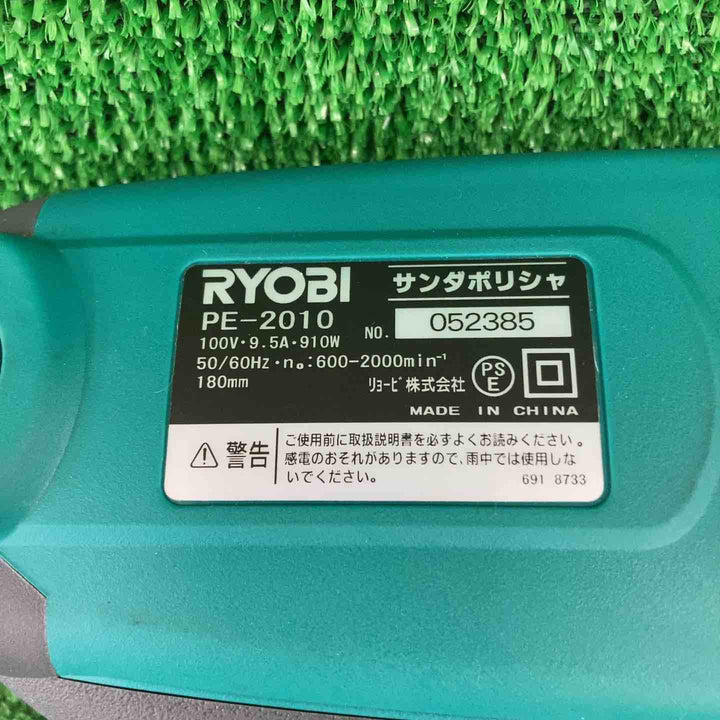 RYOBI サンダポリシャ
PE-2010 NO. 052385
100V・9.5A・910W
50/60Hz・n₀:600-2000min⁻¹
180mm リョービ株式会社 PSE
MADE IN CHINA
⚠警告 ご使用前に取扱説明書を必ずよくお読みください。
感電のおそれがありますので、雨中では使用しな
いでください。 691 8733